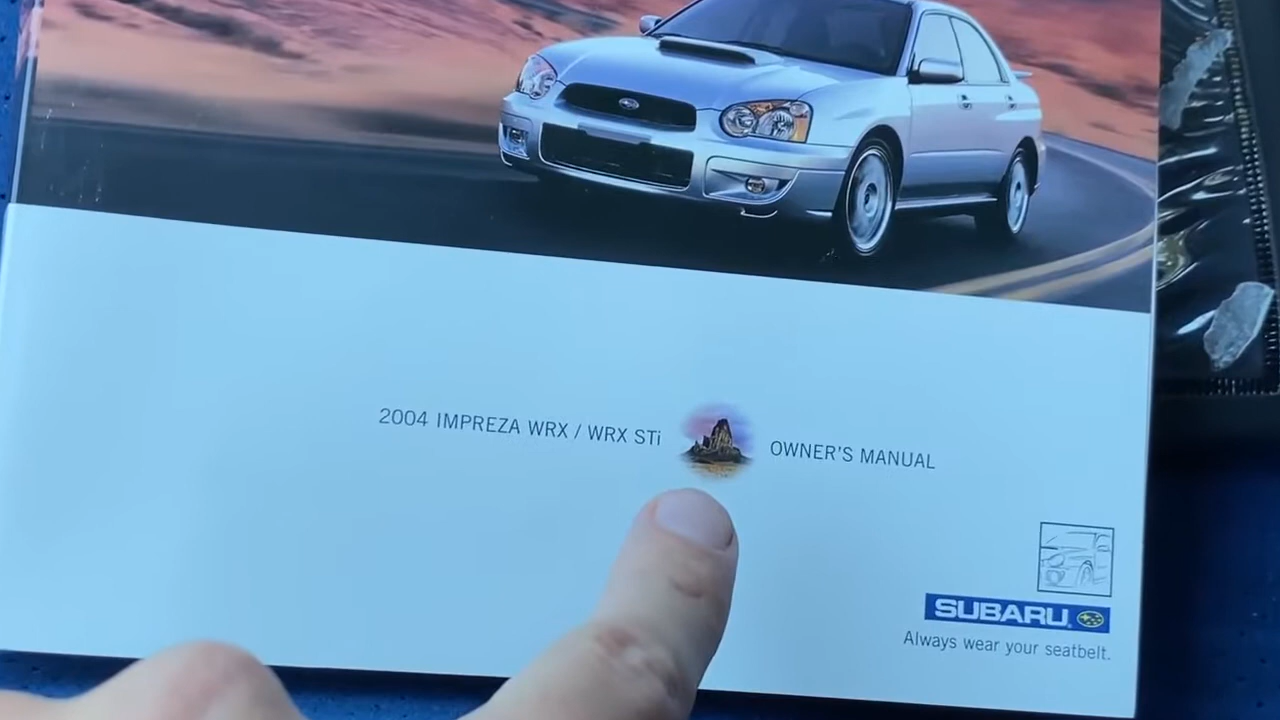 2004 IMPREZA WRX / WRX STi OWNER'S MANUAL
SUBARU
Always wear your seatbelt.